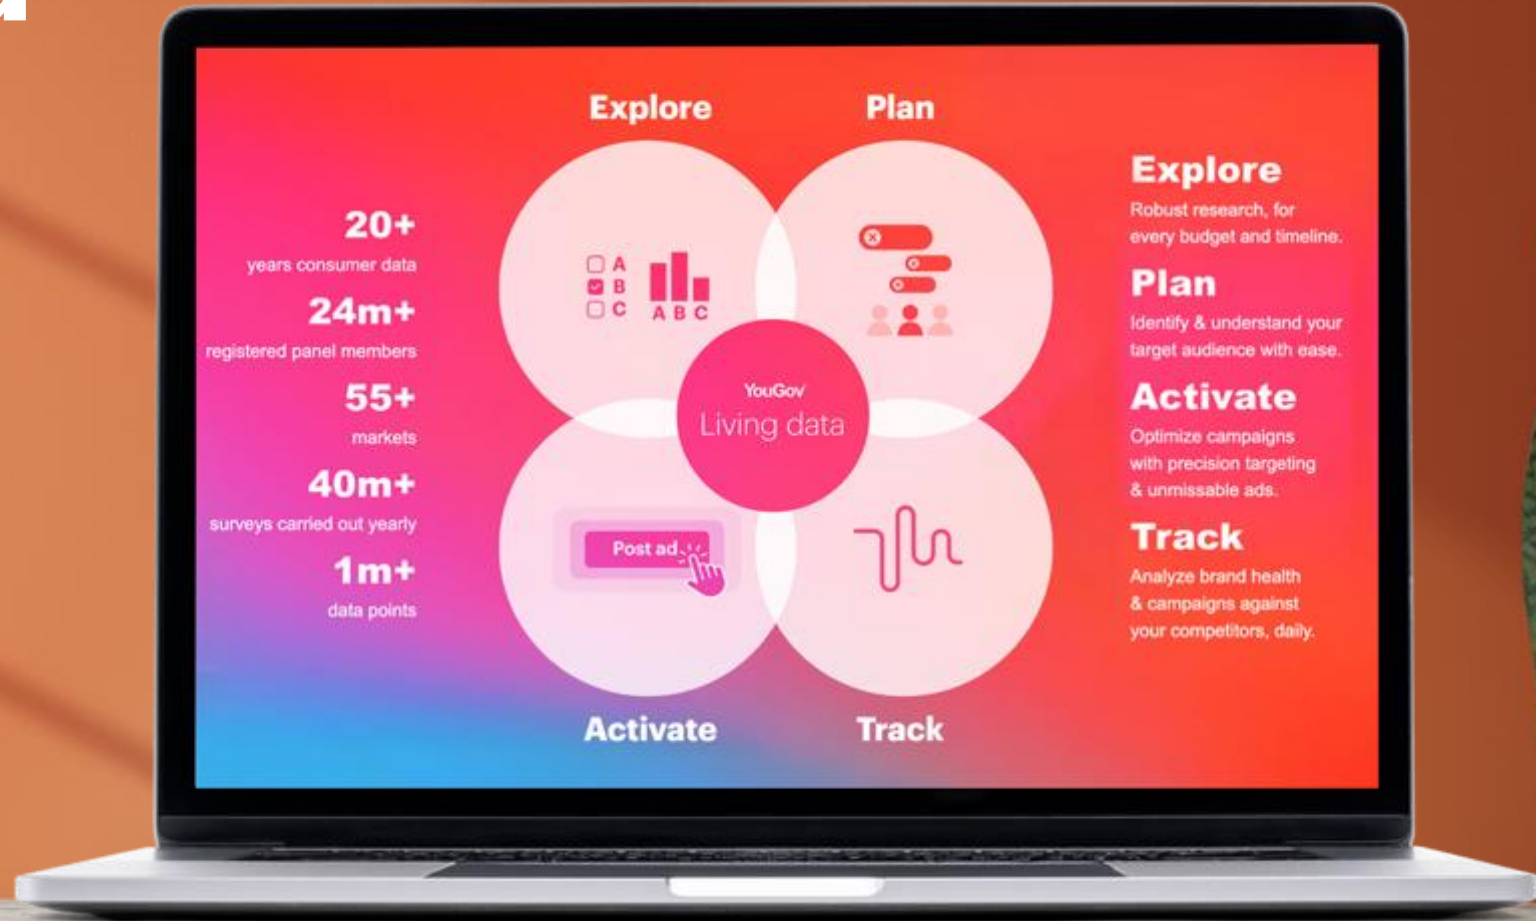 20+
years consumer data
24m+
registered panel members
55+
markets
40m+
surveys carried out yearly
1m+
data points
Explore
Plan
A
B
C
A B C
YouGov
Living data
Post ad
Activate
Track
Explore
Robust research, for
every budget and timeline.
Plan
Identify & understand your
target audience with ease.
Activate
Optimize campaigns
with precision targeting
& unmissable ads.
Track
Analyze brand health
& campaigns against
your competitors, daily.